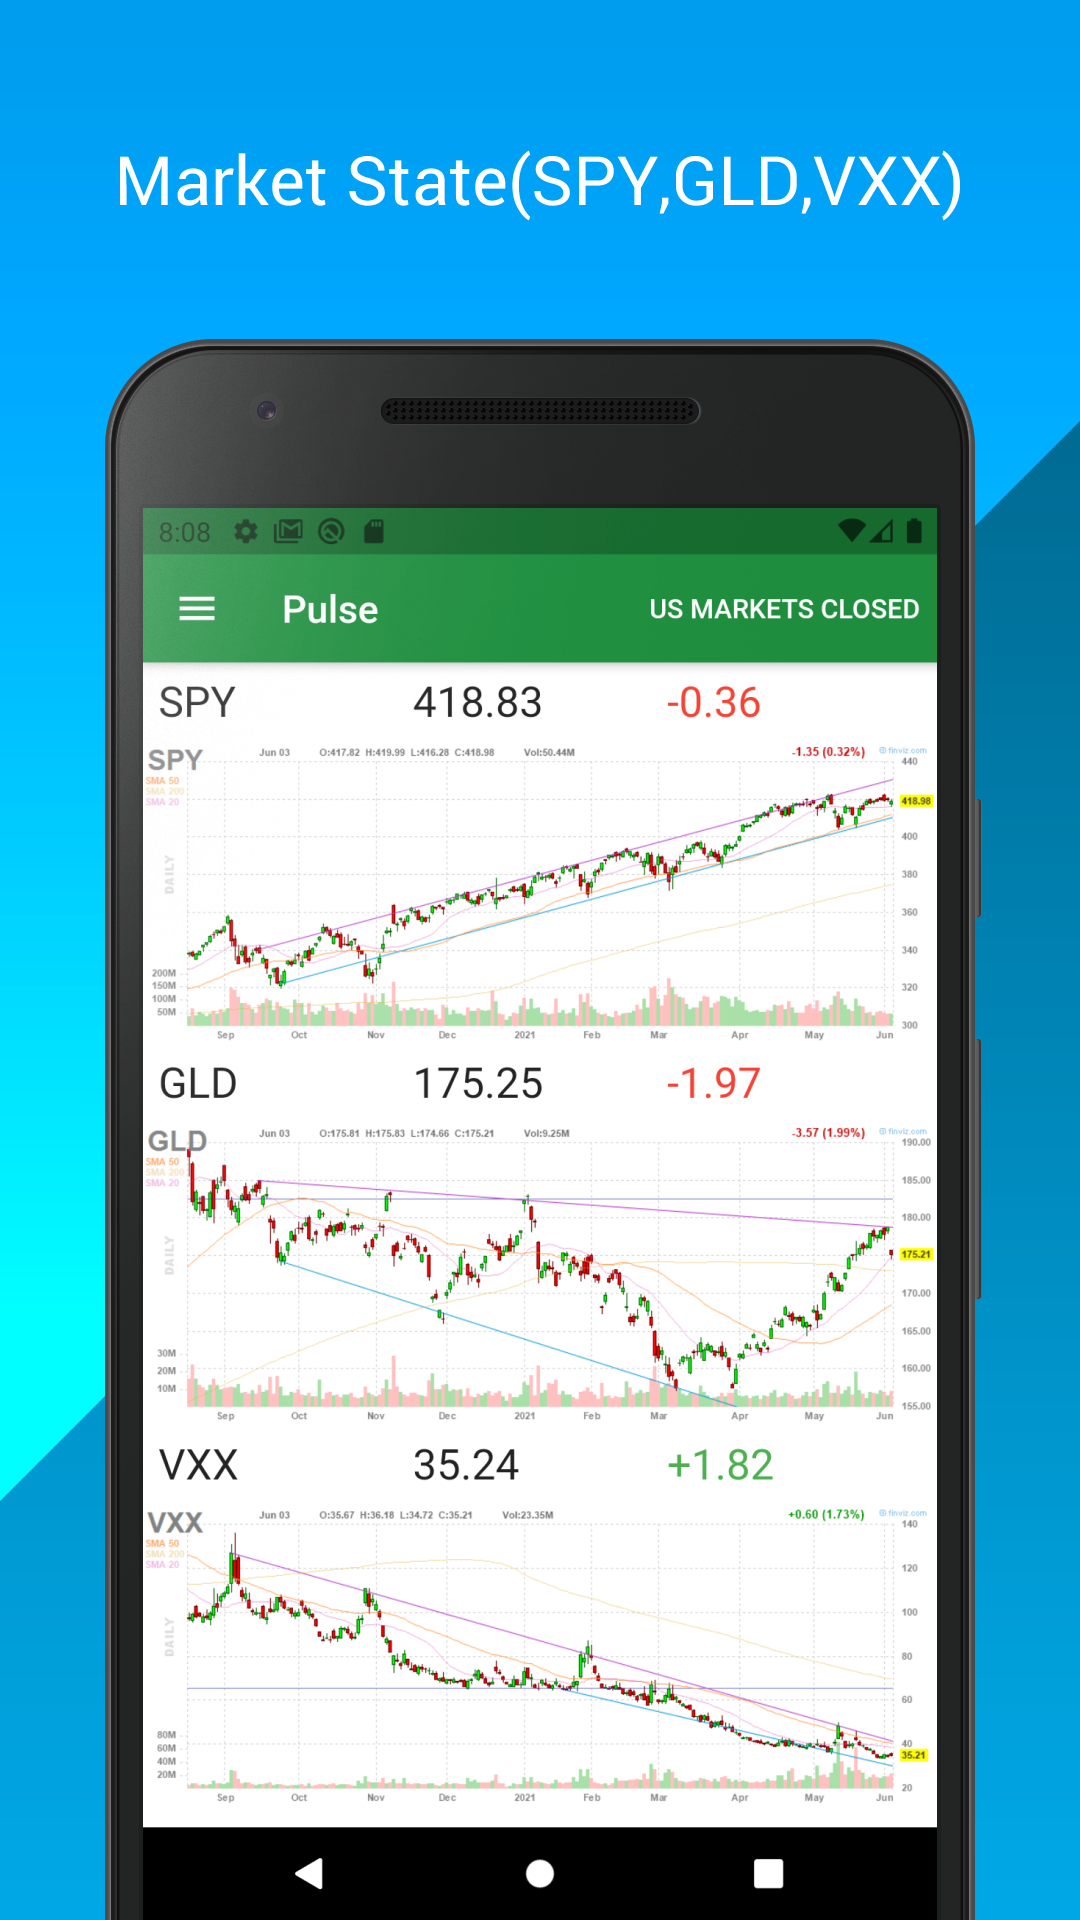 Market State(SPY,GLD,VXX)
8:08
Pulse US MARKETS CLOSED
SPY 418.83 -0.36
SPY Jun 03 O:417.82 H:419.99 L:416.28 C:418.98 Vol:50.44M -1.35 (0.32%) finviz.com
SMA 50
SMA 200
SMA 20
DAILY
440
418.98
400
380
360
340
320
300
200M
150M
100M
50M
Sep Oct Nov Dec 2021 Feb Mar Apr May Jun
GLD 175.25 -1.97
GLD Jun 03 O:175.81 H:175.83 L:174.66 C:175.21 Vol:9.25M -3.57 (1.99%) finviz.com
SMA 50
SMA 200
SMA 20
DAILY
190.00
185.00
180.00
175.21
170.00
165.00
160.00
155.00
30M
20M
10M
Sep Oct Nov Dec 2021 Feb Mar Apr May Jun
VXX 35.24 +1.82
VXX Jun 03 O:35.67 H:36.18 L:34.72 C:35.21 Vol:23.35M +0.60 (1.73%) finviz.com
SMA 50
SMA 200
SMA 20
DAILY
140
120
100
80
60
40
35.21
20
80M
60M
40M
20M
Sep Oct Nov Dec 2021 Feb Mar Apr May Jun